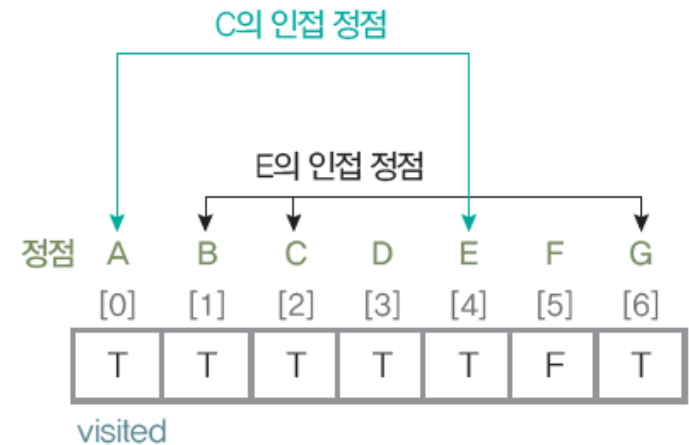 C의 인접 정점
E의 인접 정점
정점 A B C D E F G
[0] [1] [2] [3] [4] [5] [6]
T T T T T F T
visited